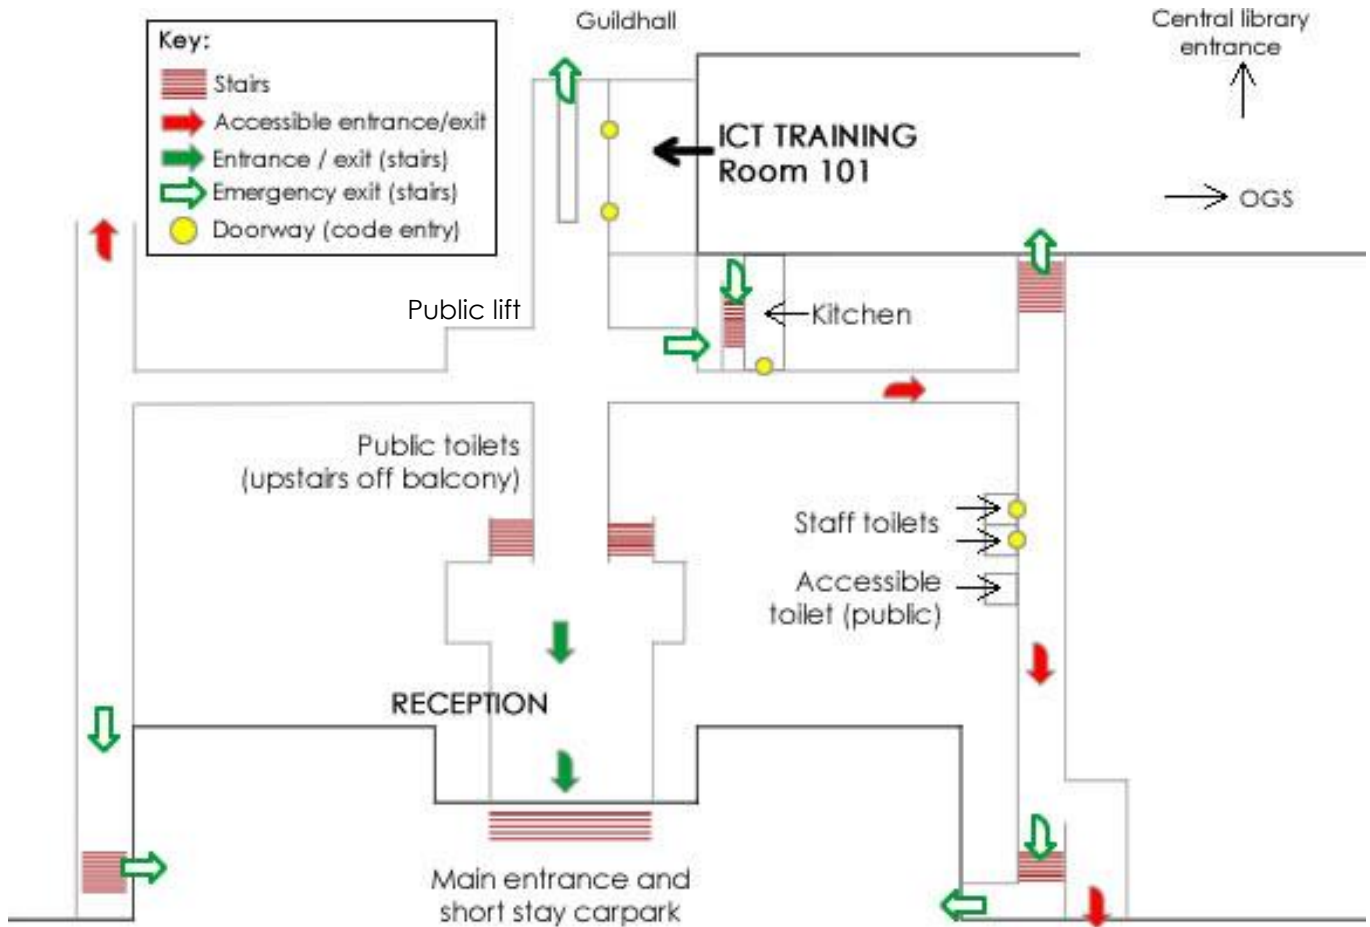 Guildhall
Central library
entrance
Key:
Stairs
Accessible entrance/exit
Entrance / exit (stairs)
Emergency exit (stairs)
Doorway (code entry)
ICT TRAINING
Room 101
OGS
Public lift
Kitchen
Public toilets
(upstairs off balcony)
Staff toilets
Accessible
toilet (public)
RECEPTION
Main entrance and
short stay carpark